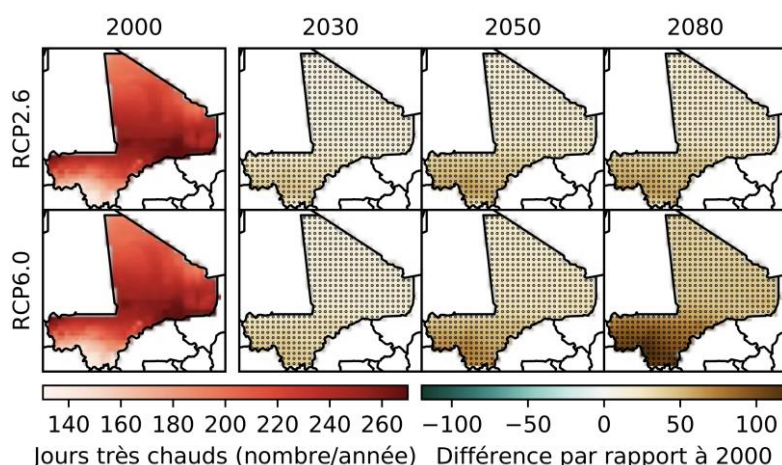 2000 2030 2050 2080
RCP2.6
RCP6.0
140 160 180 200 220 240 260 −100 −50 0 50 100
Jours très chauds (nombre/année) Différence par rapport à 2000